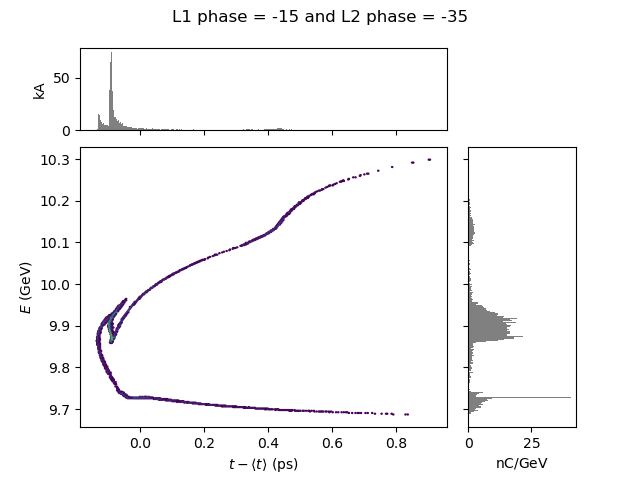 L1 phase = -15 and L2 phase = -35
50
0
kA
10.3
10.2
10.1
10.0
9.9
9.8
9.7
E (GeV)
0.0 0.2 0.4 0.6 0.8
t − ⟨t⟩ (ps)
0 25
nC/GeV